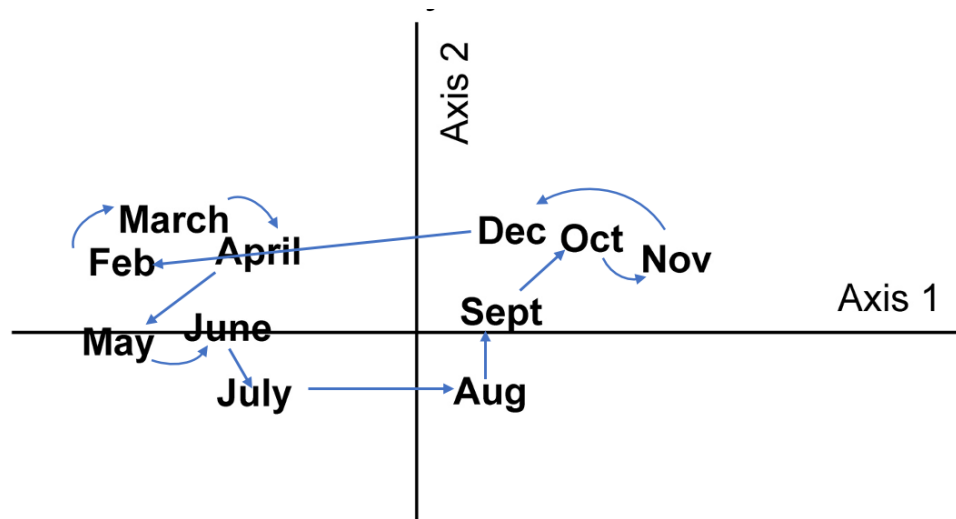 Axis 2
March
April
Feb
Dec
Oct
Nov
Axis 1
Sept
June
May
July
Aug